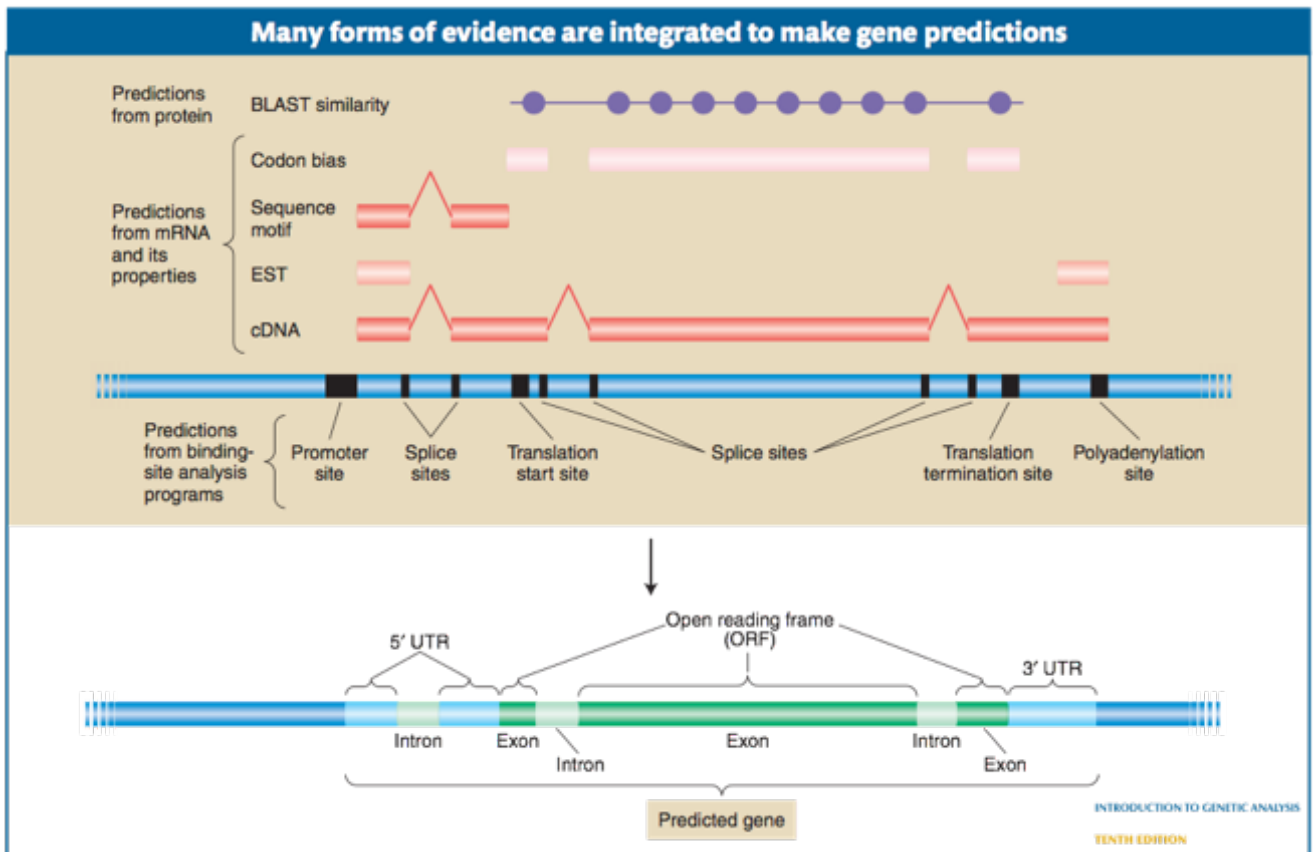 Many forms of evidence are integrated to make gene predictions
Predictions
from protein
BLAST similarity
Codon bias
Predictions
from mRNA
and its
properties
Sequence
motif
EST
cDNA
Predictions
from binding-
site analysis
programs
Promoter
site
Splice
sites
Translation
start site
Splice sites
Translation
termination site
Polyadenylation
site
Open reading frame
(ORF)
5′ UTR
3′ UTR
Intron
Exon
Intron
Exon
Intron
Exon
Predicted gene
INTRODUCTION TO GENETIC ANALYSIS
TENTH EDITION